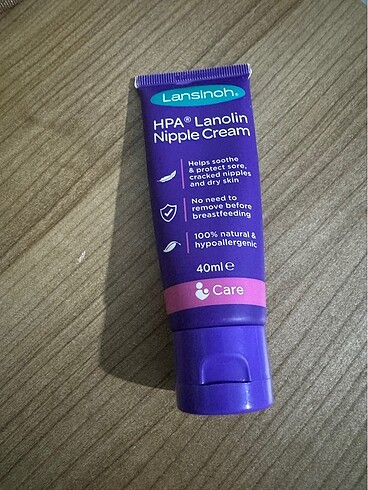 Lansinoh®
HPA® Lanolin
Nipple Cream
Helps soothe
& protect sore,
cracked nipples
and dry skin
No need to
remove before
breastfeeding
100% natural &
hypoallergenic
40ml ℮
Care